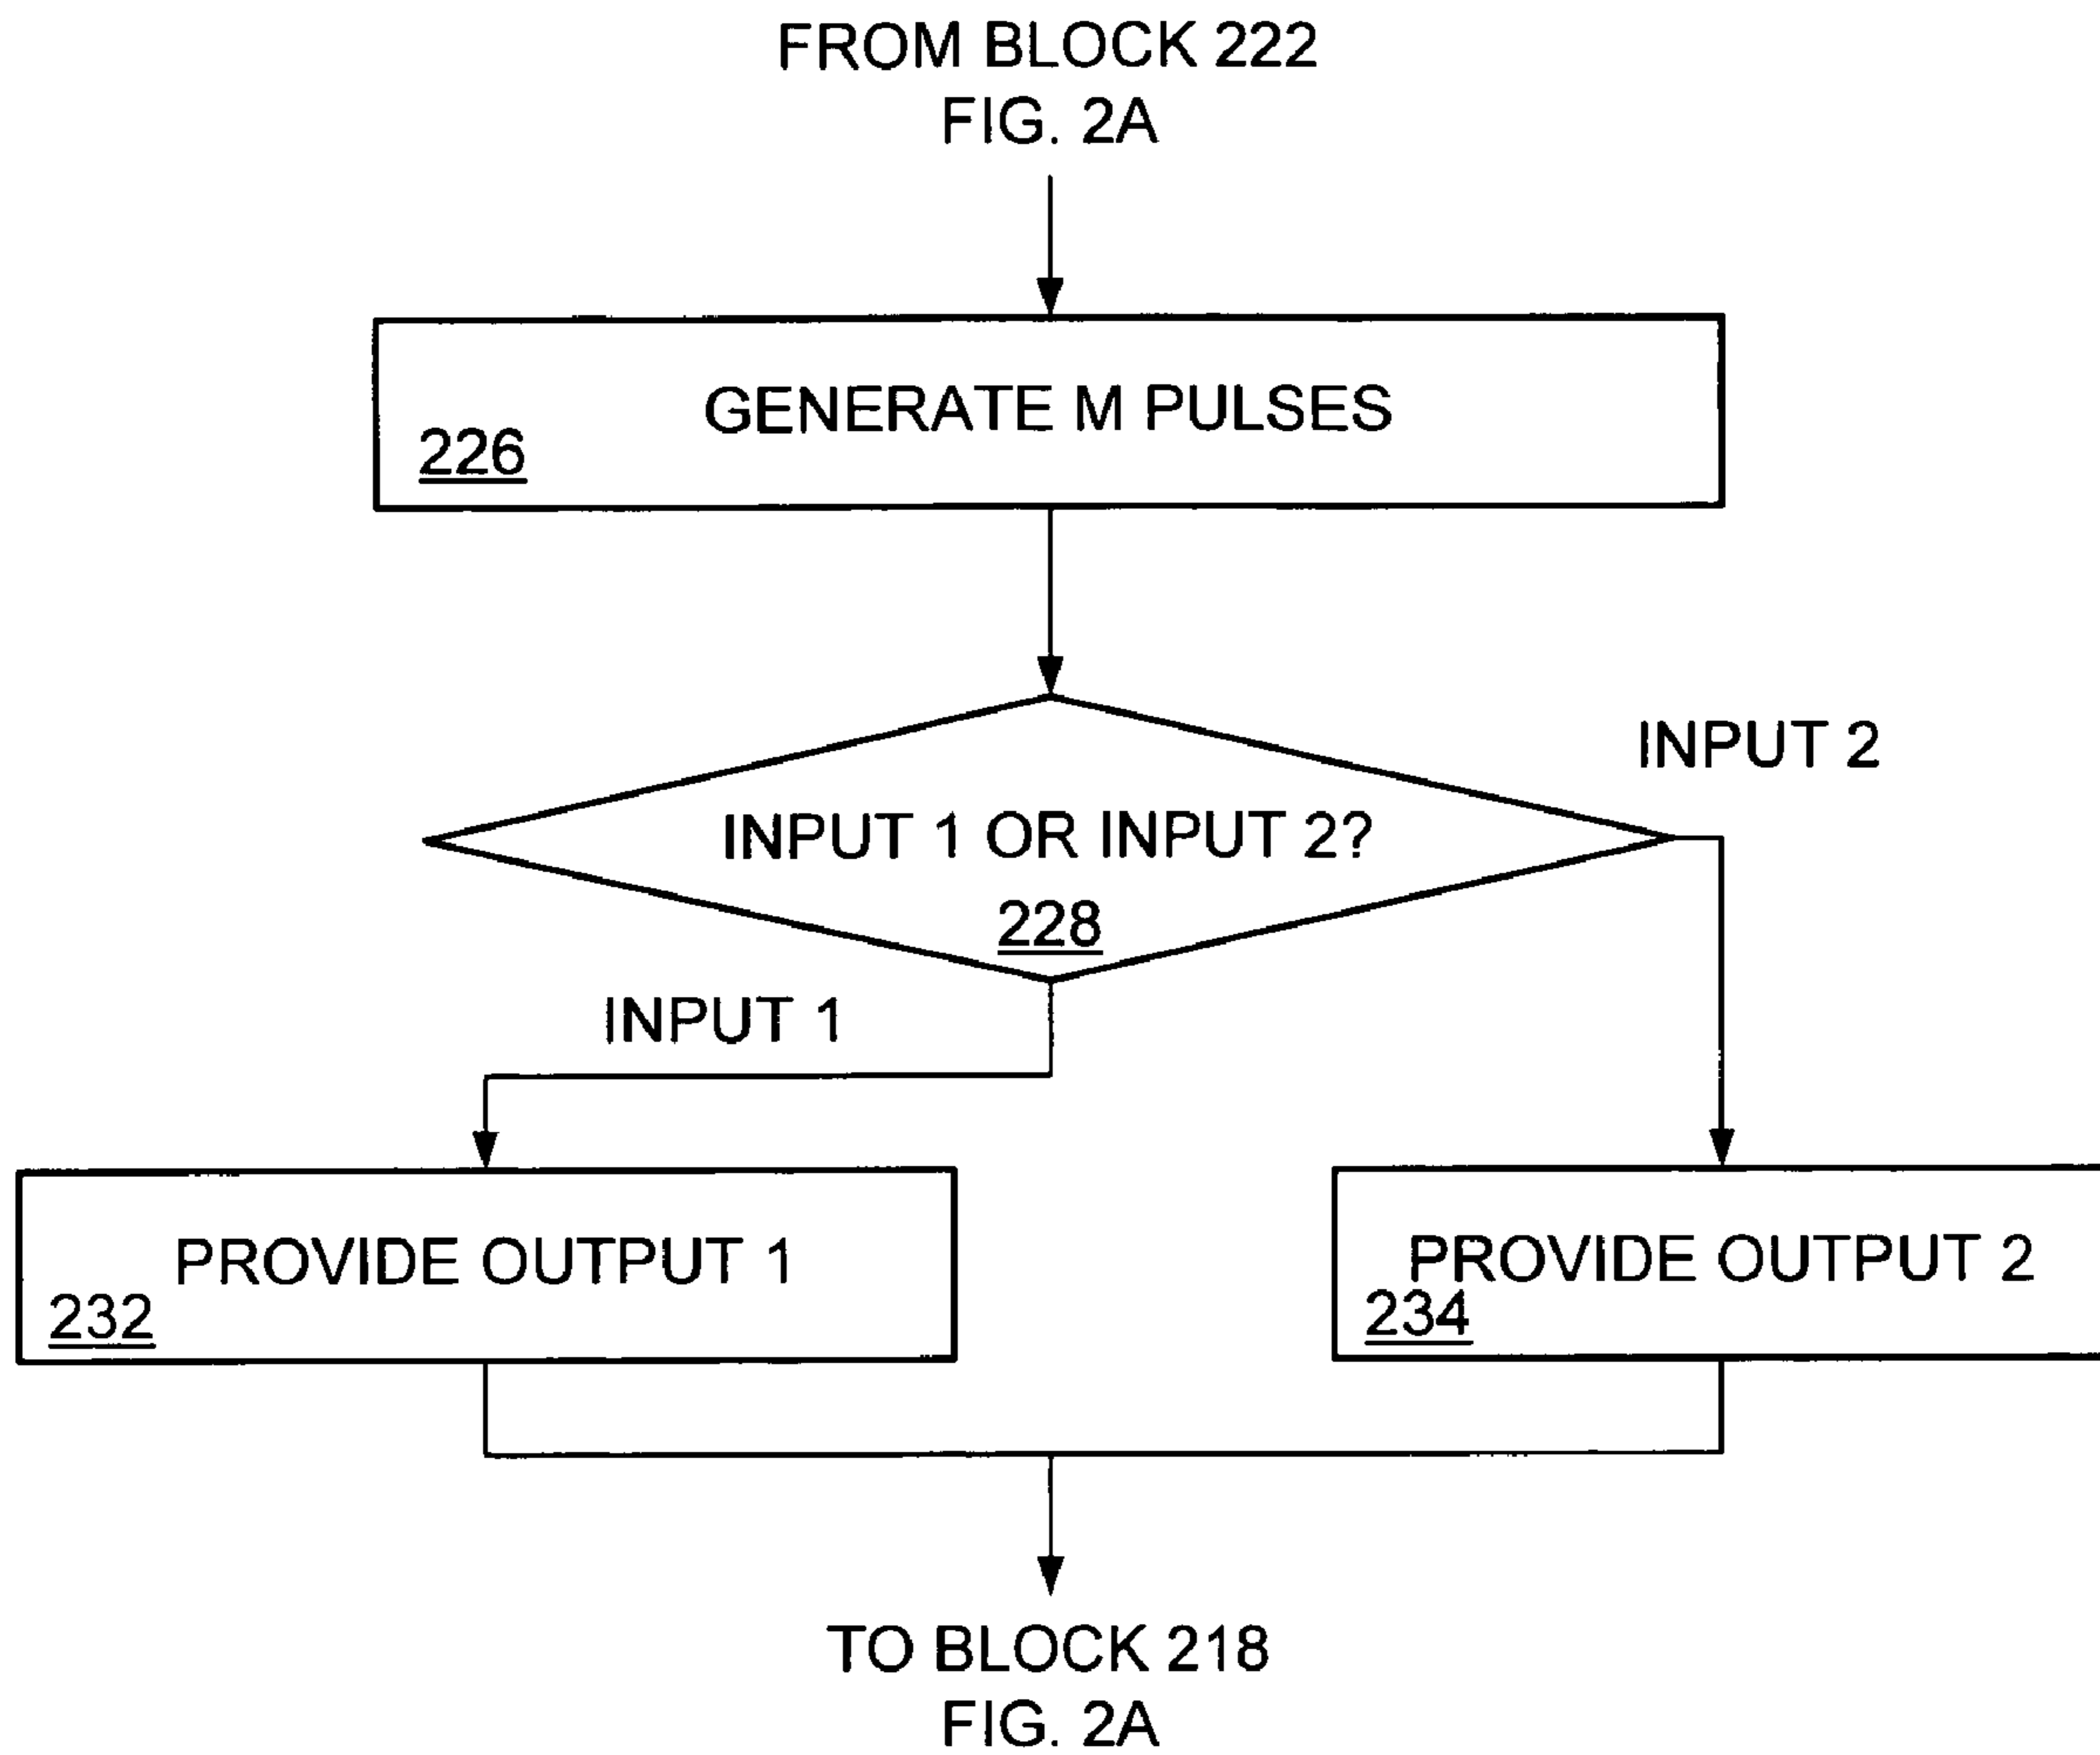 FROM BLOCK 222
FIG. 2A
GENERATE M PULSES
226
INPUT 2
INPUT 1 OR INPUT 2?
228
INPUT 1
PROVIDE OUTPUT 1
232
PROVIDE OUTPUT 2
234
TO BLOCK 218
FIG. 2A